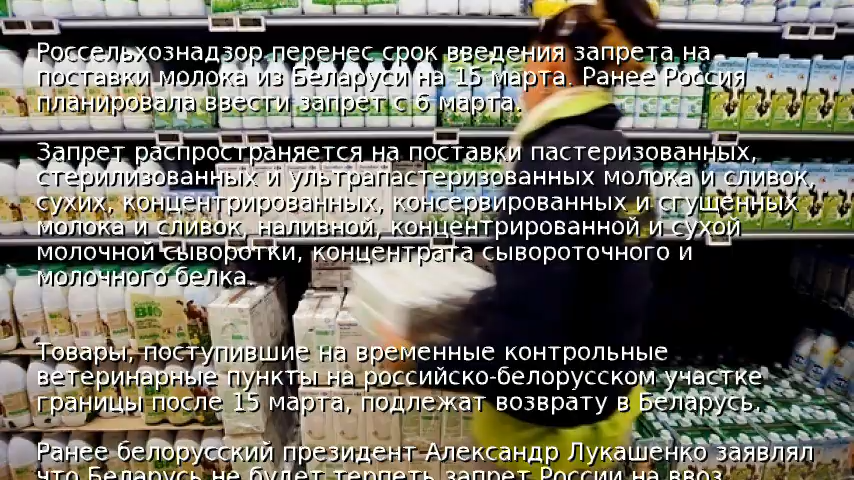 Россельхознадзор перенес срок введения запрета на
поставки молока из Беларуси на 15 марта. Ранее Россия
планировала ввести запрет с 6 марта.
Запрет распространяется на поставки пастеризованных,
стерилизованных и ультрапастеризованных молока и сливок,
сухих, концентрированных, консервированных и сгущенных
молока и сливок, наливной, концентрированной и сухой
молочной сыворотки, концентрата сывороточного и
молочного белка.
Товары, поступившие на временные контрольные
ветеринарные пункты на российско-белорусском участке
границы после 15 марта, подлежат возврату в Беларусь.
Ранее белорусский президент Александр Лукашенко заявлял
что Беларусь не будет терпеть запрет России на ввоз